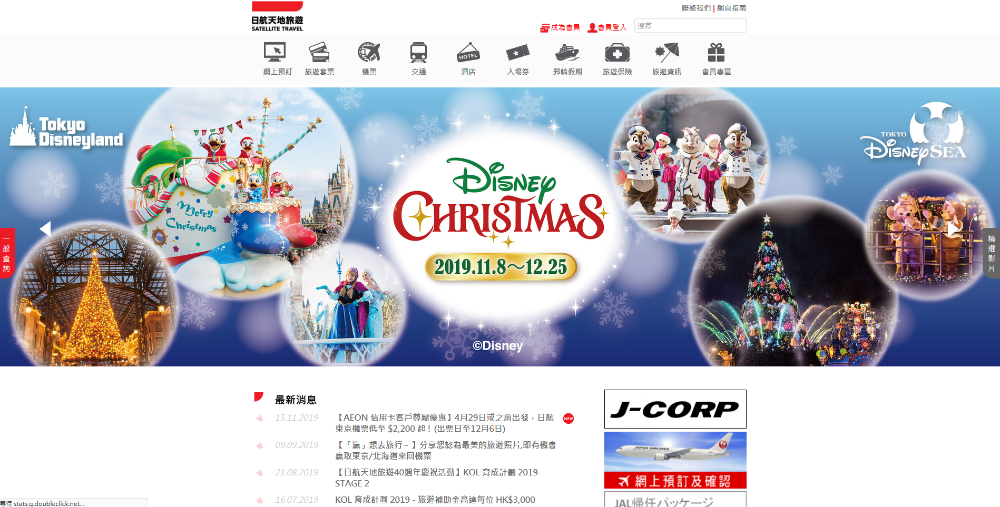 日航天地旅遊
SATELLITE TRAVEL
聯絡我們 | 網頁指南
成為會員
會員登入
搜尋
網上預訂
旅遊套票
機票
交通
HOTEL
酒店
入場券
郵輪假期
旅遊保險
旅遊資訊
會員專區
Tokyo
Disneyland
Merry
Christmas
Disney
CHRISTMAS
2019.11.8～12.25
©Disney
TOKYO
Disney SEA
一般查詢
精選影片
最新消息
15.11.2019 【AEON 信用卡客戶尊屬優惠】4月29日或之前出發，日航 NEW
東京機票低至 $2,200 起 ! (出票日至12月6日)
09.09.2019 【「瀛」想去旅行~ 】分享您認為最美的旅遊照片,即有機會
贏取東京/北海道來回機票
21.08.2019 【日航天地旅遊40週年慶祝活動】KOL 育成計劃 2019-
STAGE 2
16.07.2019 KOL 育成計劃 2019 - 旅遊補助金高達每位 HK$3,000
J-CORP
JAPAN AIRLINES
網上預訂及確認
JAL帰任パッケージ
等待 stats.g.doubleclick.net...